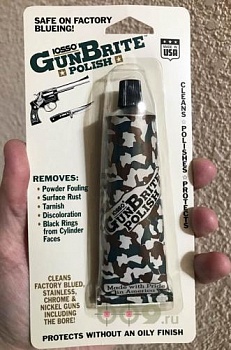 SAFE ON FACTORY
BLUEING!
MADE IN
USA
IOSSO
GUNBRITE
POLISH
CLEANS • POLISHES • PROTECTS
REMOVES:
• Powder Fouling
• Surface Rust
• Tarnish
• Discoloration
• Black Rings
from Cylinder
Faces
IOSSO
GUNBRITE
POLISH
Made with Pride
in America
CLEANS
FACTORY BLUED,
STAINLESS,
CHROME &
NICKEL GUNS
INCLUDING
THE BORE!
PROTECTS WITHOUT AN OILY FINISH